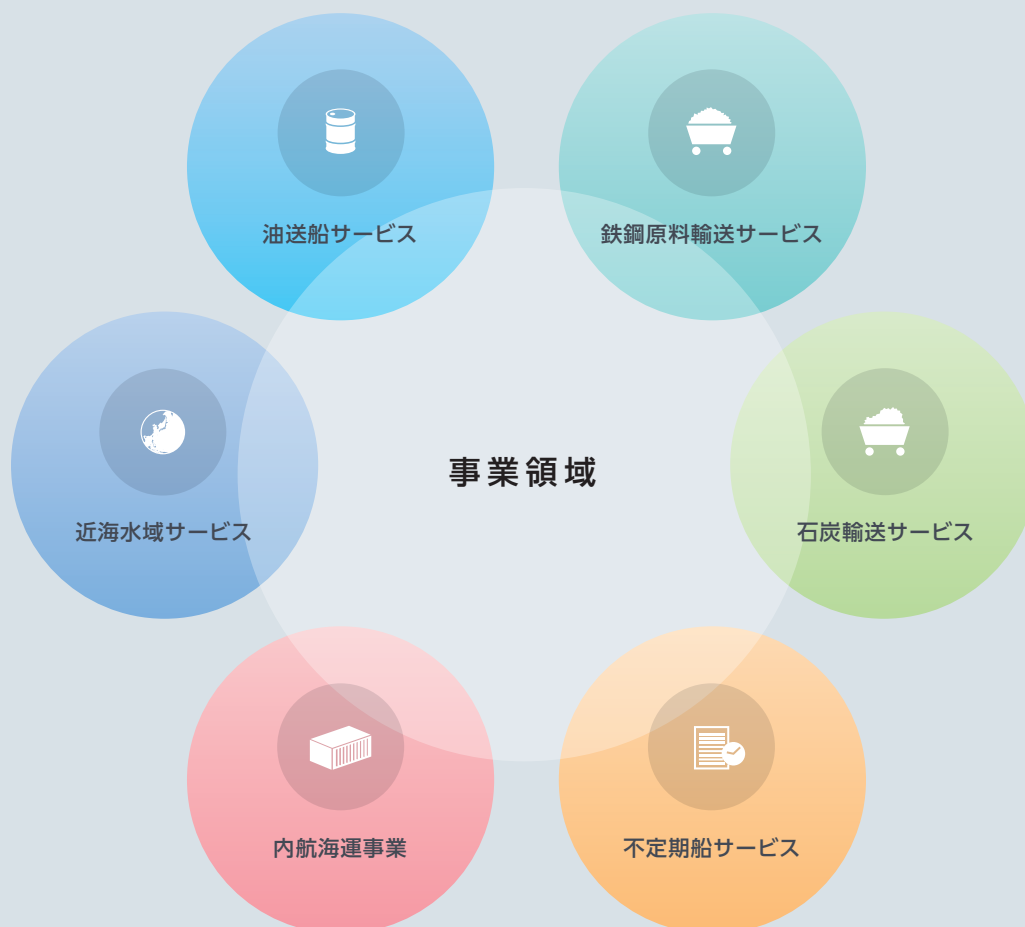 油送船サービス
鉄鋼原料輸送サービス
近海水域サービス
事業領域
石炭輸送サービス
内航海運事業
不定期船サービス